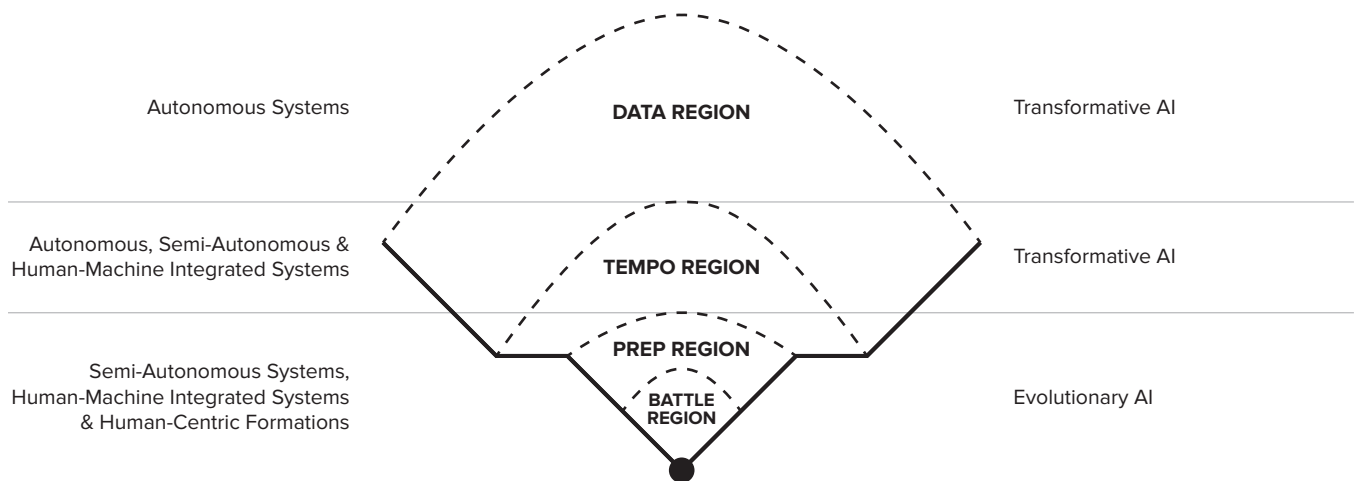 Autonomous Systems
DATA REGION
Transformative AI
Autonomous, Semi-Autonomous &
Human-Machine Integrated Systems
TEMPO REGION
Transformative AI
PREP REGION
Semi-Autonomous Systems,
Human-Machine Integrated Systems
& Human-Centric Formations
BATTLE
REGION
Evolutionary AI